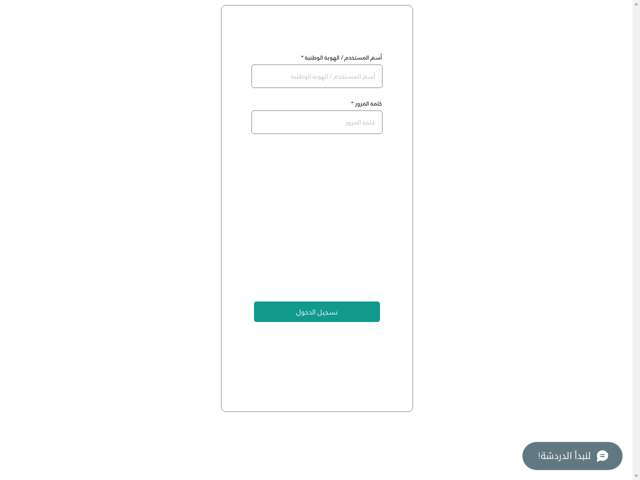 أسم المستخدم / الهوية الوطنية *
أسم المستخدم / الهوية الوطنية
كلمة المرور *
كلمة المرور
تسجيل الدخول
لنبدأ الدردشة!